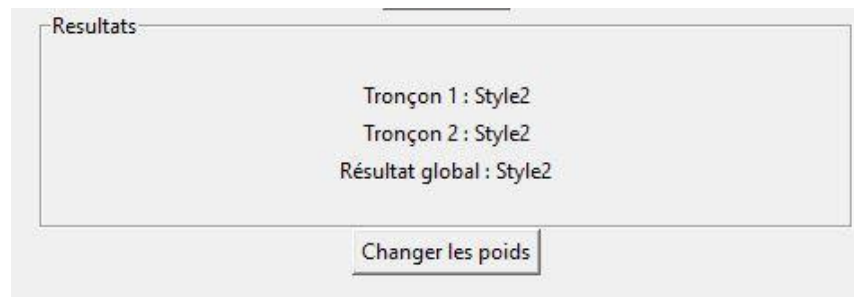 Resultats
Tronçon 1 : Style2
Tronçon 2 : Style2
Résultat global : Style2
Changer les poids